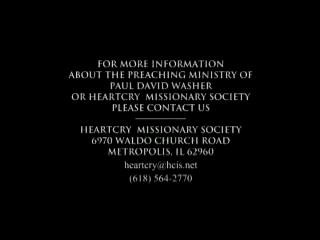 FOR MORE INFORMATION
ABOUT THE PREACHING MINISTRY OF
PAUL DAVID WASHER
OR HEARTCRY MISSIONARY SOCIETY
PLEASE CONTACT US
HEARTCRY MISSIONARY SOCIETY
6970 WALDO CHURCH ROAD
METROPOLIS, IL 62960
heartcry@hcis.net
(618) 564-2770